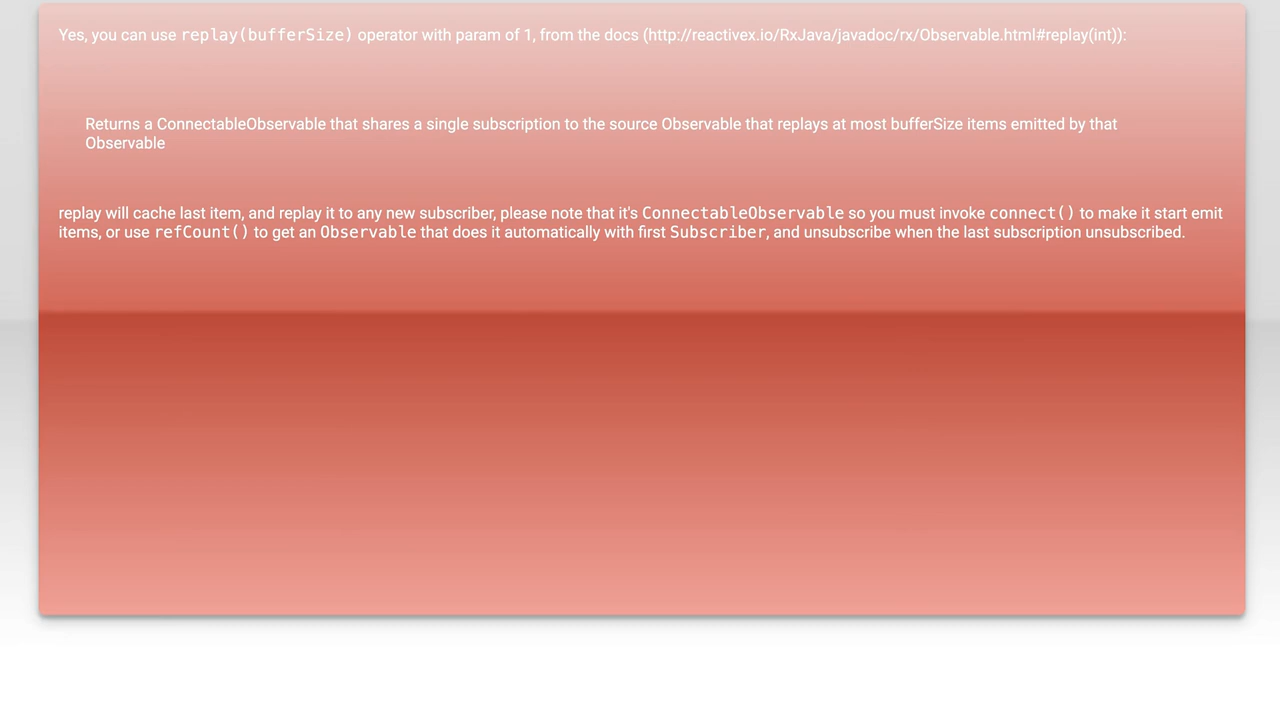 Yes, you can use replay(bufferSize) operator with param of 1, from the docs (http://reactivex.io/RxJava/javadoc/rx/Observable.html#replay(int)):
Returns a ConnectableObservable that shares a single subscription to the source Observable that replays at most bufferSize items emitted by that
Observable
replay will cache last item, and replay it to any new subscriber, please note that it's ConnectableObservable so you must invoke connect() to make it start emit
items, or use refCount() to get an Observable that does it automatically with first Subscriber, and unsubscribe when the last subscription unsubscribed.